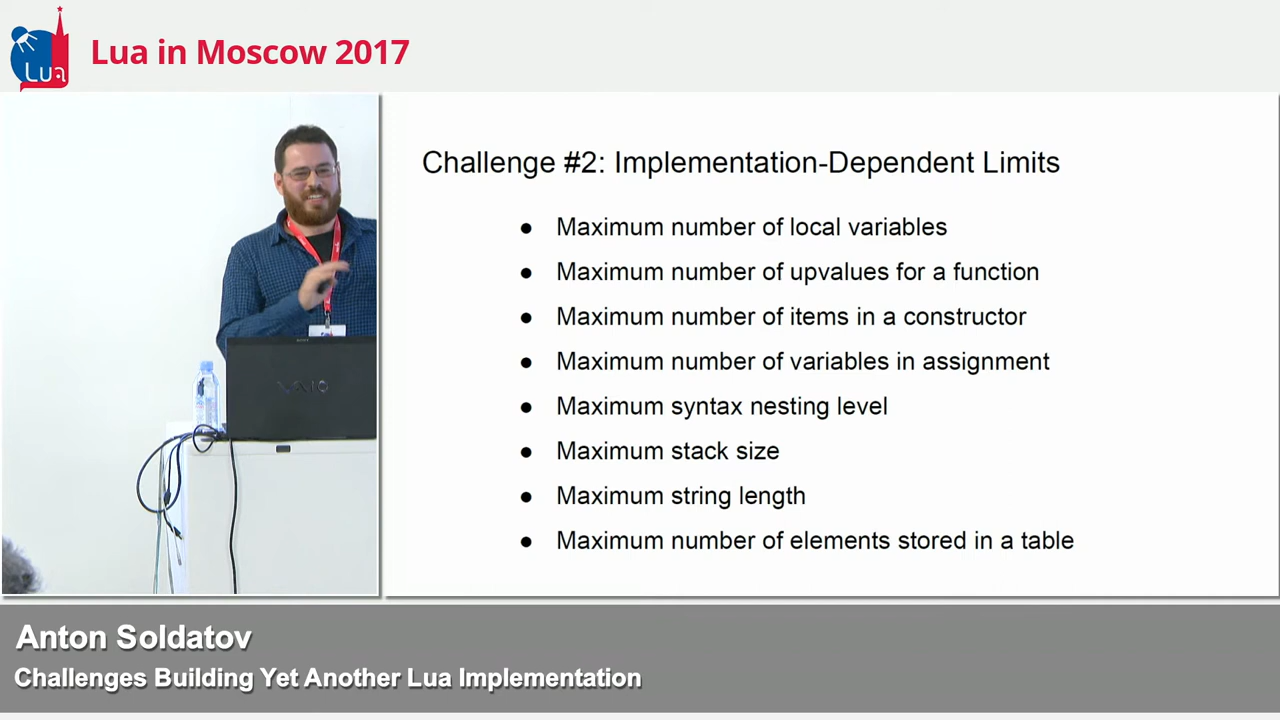 Lua
Lua in Moscow 2017
Challenge #2: Implementation-Dependent Limits
● Maximum number of local variables
● Maximum number of upvalues for a function
● Maximum number of items in a constructor
● Maximum number of variables in assignment
● Maximum syntax nesting level
● Maximum stack size
● Maximum string length
● Maximum number of elements stored in a table
VAIO
Anton Soldatov
Challenges Building Yet Another Lua Implementation